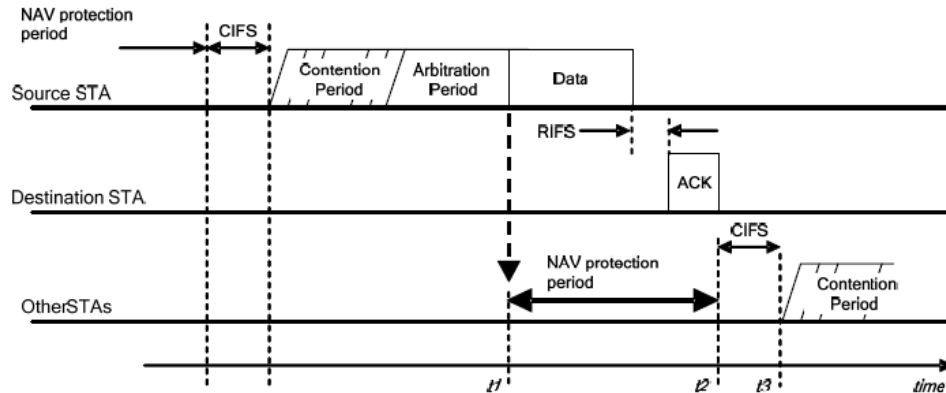 NAV protection
period
CIFS
Contention
Period
Arbitration
Period
Data
Source STA
RIFS
ACK
Destination STA
CIFS
NAV protection
period
Contention
Period
OtherSTAs
t1
t2
t3
time